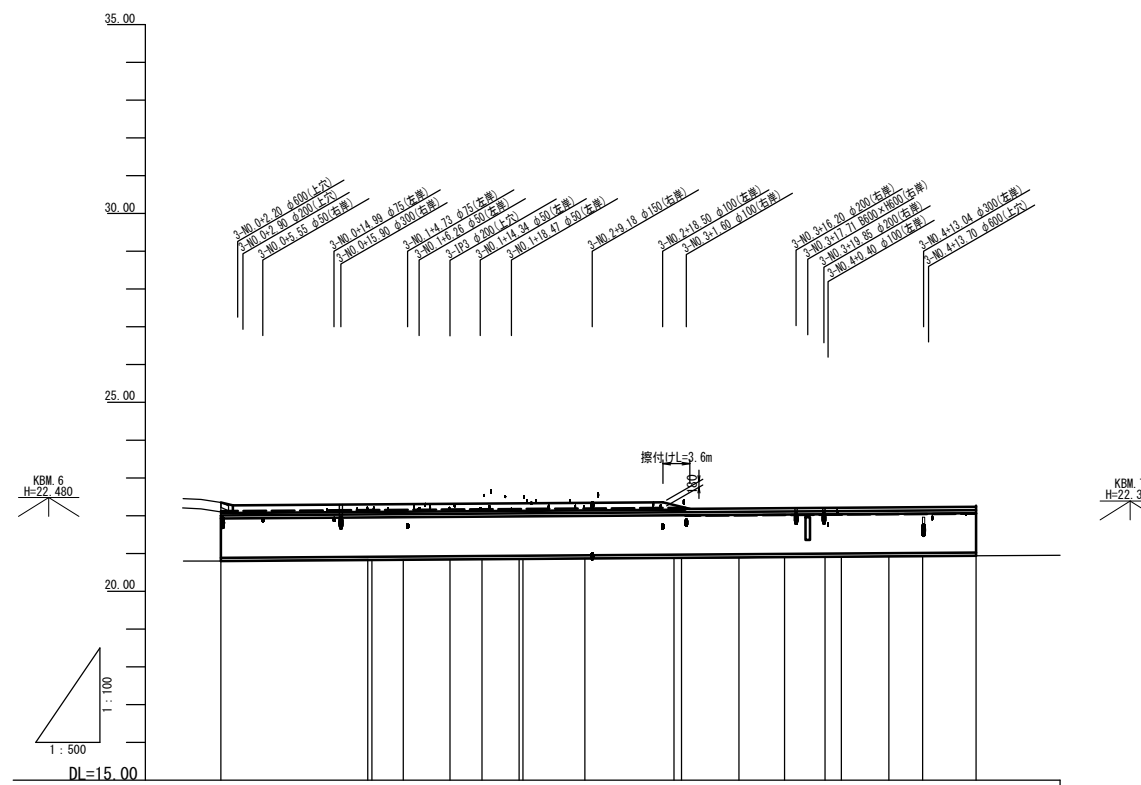 35.00
30.00
25.00
20.00
DL=15.00
3-NO.0+2.20 φ600(上穴)
3-NO.0+2.90 φ200(上穴)
3-NO.0+5.55 φ50(右岸)
3-NO.0+14.99 φ75(左岸)
3-NO.0+15.90 φ300(右岸)
3-NO.1+4.73 φ75(左岸)
3-NO.1+6.26 φ50(左岸)
3-IP3 φ200(上穴)
3-NO.1+14.34 φ50(左岸)
3-NO.1+18.47 φ50(左岸)
3-NO.2+9.18 φ150(右岸)
3-NO.2+18.50 φ100(左岸)
3-NO.3+1.60 φ100(右岸)
3-NO.3+16.20 φ200(右岸)
3-NO.3+17.71 B600×H600(右岸)
3-NO.3+19.85 φ200(右岸)
3-NO.4+0.40 φ100(左岸)
3-NO.4+13.04 φ300(左岸)
3-NO.4+13.70 φ600(上穴)
擦付けL=3.6m
180
KBM.6
H=22.480
KBM.
H=22.3
1:100
1:500